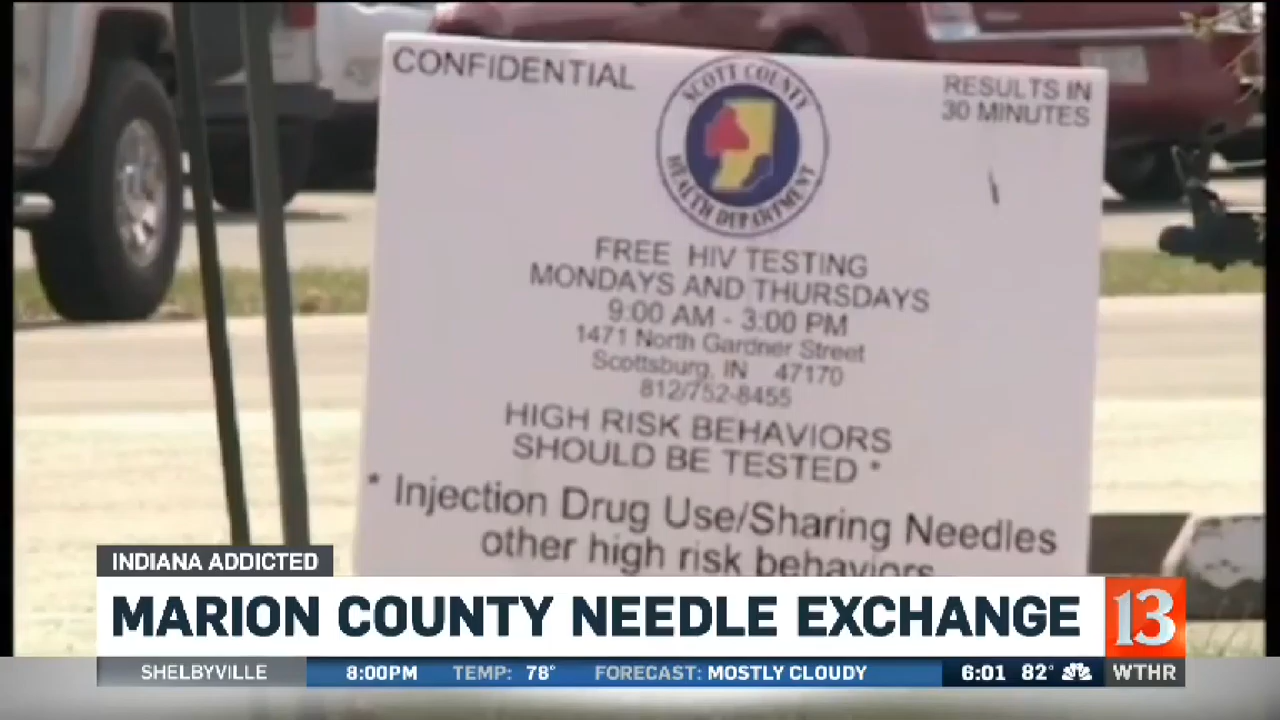 CONFIDENTIAL
SCOTT COUNTY
HEALTH DEPARTMENT
RESULTS IN
30 MINUTES
FREE HIV TESTING
MONDAYS AND THURSDAYS
9:00 AM - 3:00 PM
1471 North Gardner Street
Scottsburg, IN 47170
812/752-8455
HIGH RISK BEHAVIORS
SHOULD BE TESTED *
* Injection Drug Use/Sharing Needles
other high risk behaviors
INDIANA ADDICTED
MARION COUNTY NEEDLE EXCHANGE
13
SHELBYVILLE 8:00PM TEMP: 78° FORECAST: MOSTLY CLOUDY 6:01 82° WTHR